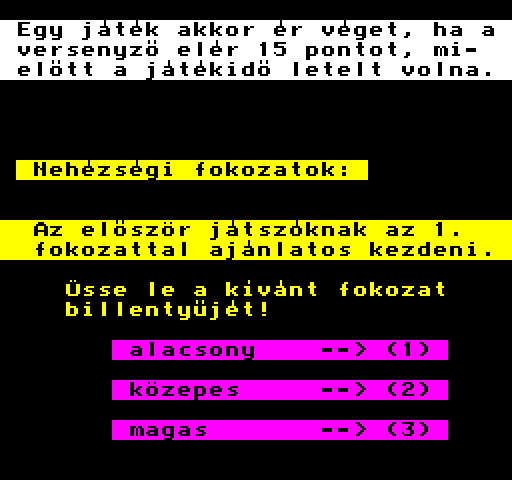 Egy játék akkor ér véget, ha a
versenyzö elér 15 pontot, mi-
elött a játékidö letelt volna.
Nehézségi fokozatok:
Az elöször játszóknak az 1.
fokozattal ajánlatos kezdeni.
Üsse le a kivánt fokozat
billentyüjét!
alacsony --> (1)
közepes --> (2)
magas --> (3)